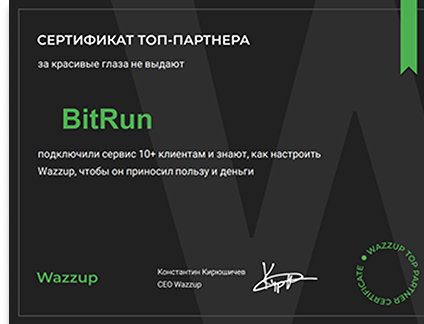 СЕРТИФИКАТ ТОП-ПАРТНЕРА
за красивые глаза не выдают
BitRun
подключили сервис 10+ клиентам и знают, как настроить
Wazzup, чтобы он приносил пользу и деньги
Wazzup
Константин Кирюшичев
CEO Wazzup
WAZZUP TOP PARTNER CERTIFICATE